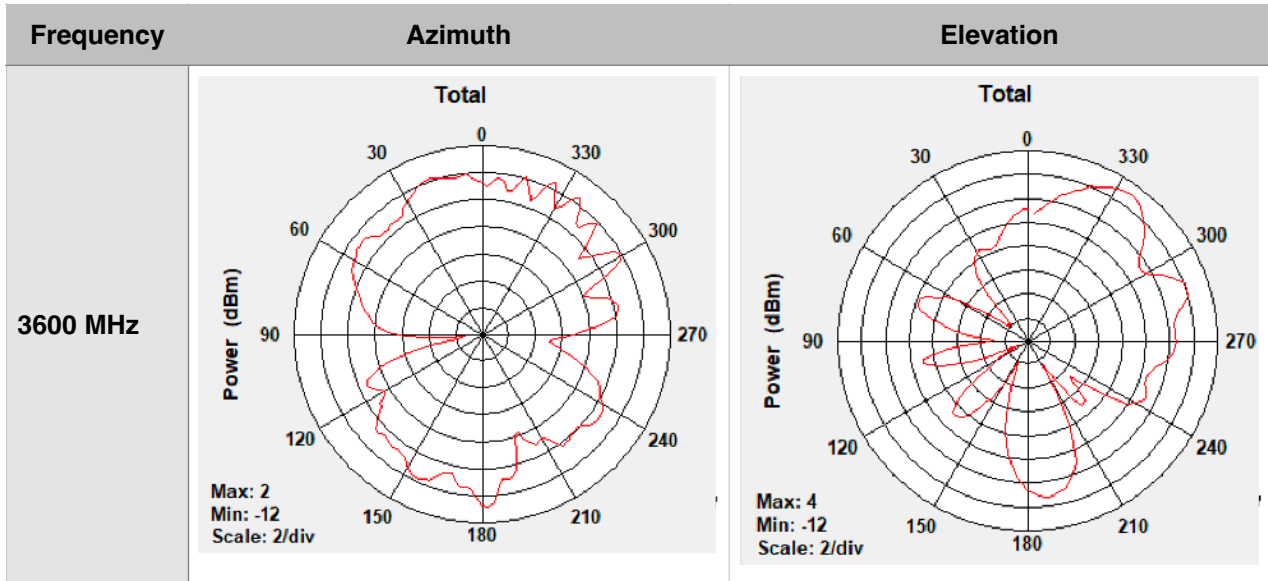 Frequency
Azimuth
Elevation
3600 MHz
Total
0
30
330
60
300
90
270
120
240
150
210
180
Power (dBm)
Max: 2
Min: -12
Scale: 2/div
Total
0
30
330
60
300
90
270
120
240
150
210
180
Power (dBm)
Max: 4
Min: -12
Scale: 2/div